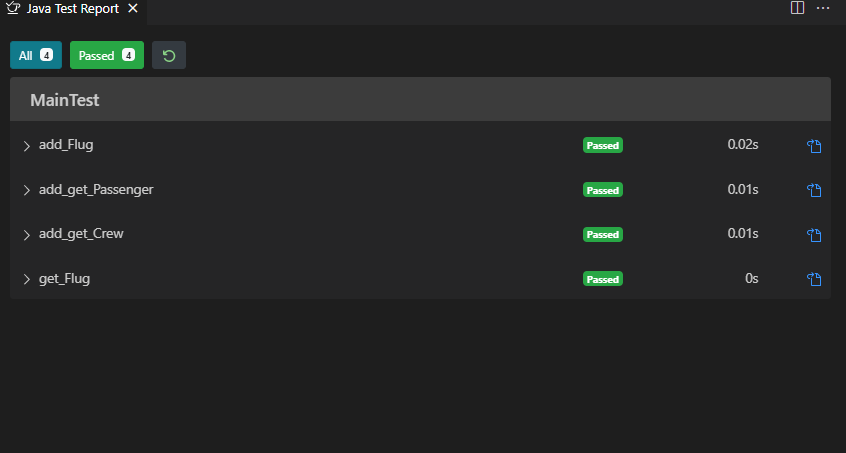 Java Test Report
All 4 Passed 4
MainTest
add_Flug Passed 0.02s
add_get_Passenger Passed 0.01s
add_get_Crew Passed 0.01s
get_Flug Passed 0s